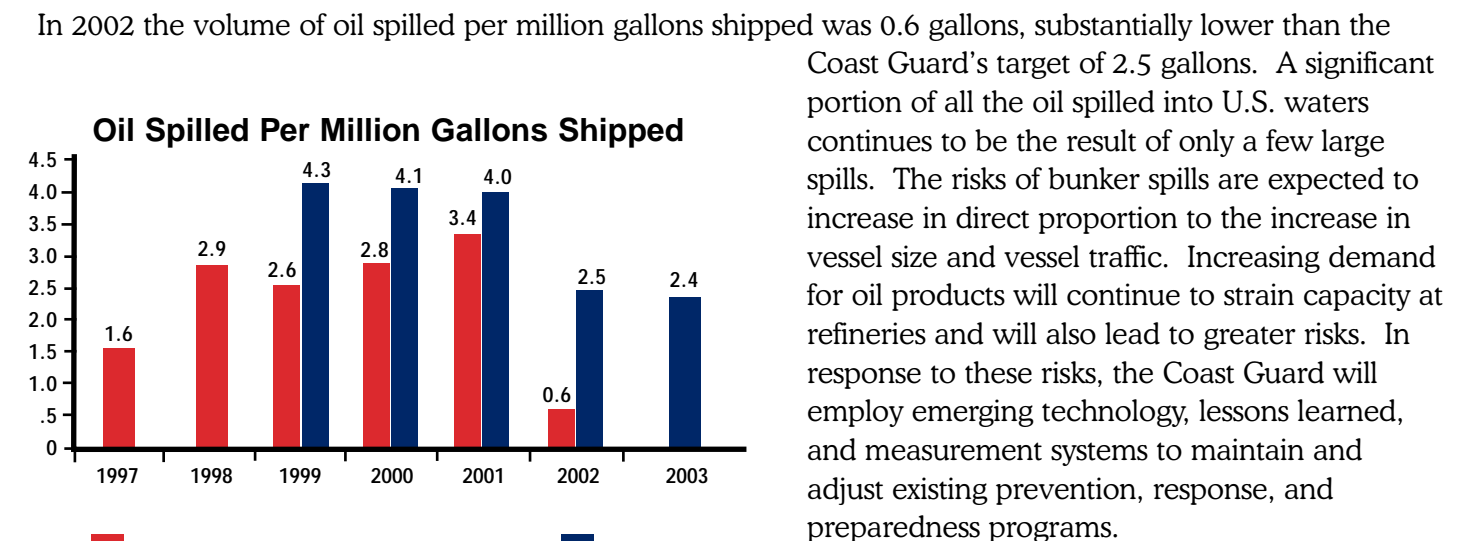 In 2002 the volume of oil spilled per million gallons shipped was 0.6 gallons, substantially lower than the
Coast Guard's target of 2.5 gallons.  A significant
portion of all the oil spilled into U.S. waters
continues to be the result of only a few large
spills.  The risks of bunker spills are expected to
increase in direct proportion to the increase in
vessel size and vessel traffic.  Increasing demand
for oil products will continue to strain capacity at
refineries and will also lead to greater risks.  In
response to these risks, the Coast Guard will
employ emerging technology, lessons learned,
and measurement systems to maintain and
adjust existing prevention, response, and
preparedness programs.
Oil Spilled Per Million Gallons Shipped
4.5
4.0
3.5
3.0
2.5
2.0
1.5
1.0
.5
0
1.6
2.9
2.6
4.3
2.8
4.1
3.4
4.0
0.6
2.5
2.4
1997 1998 1999 2000 2001 2002 2003